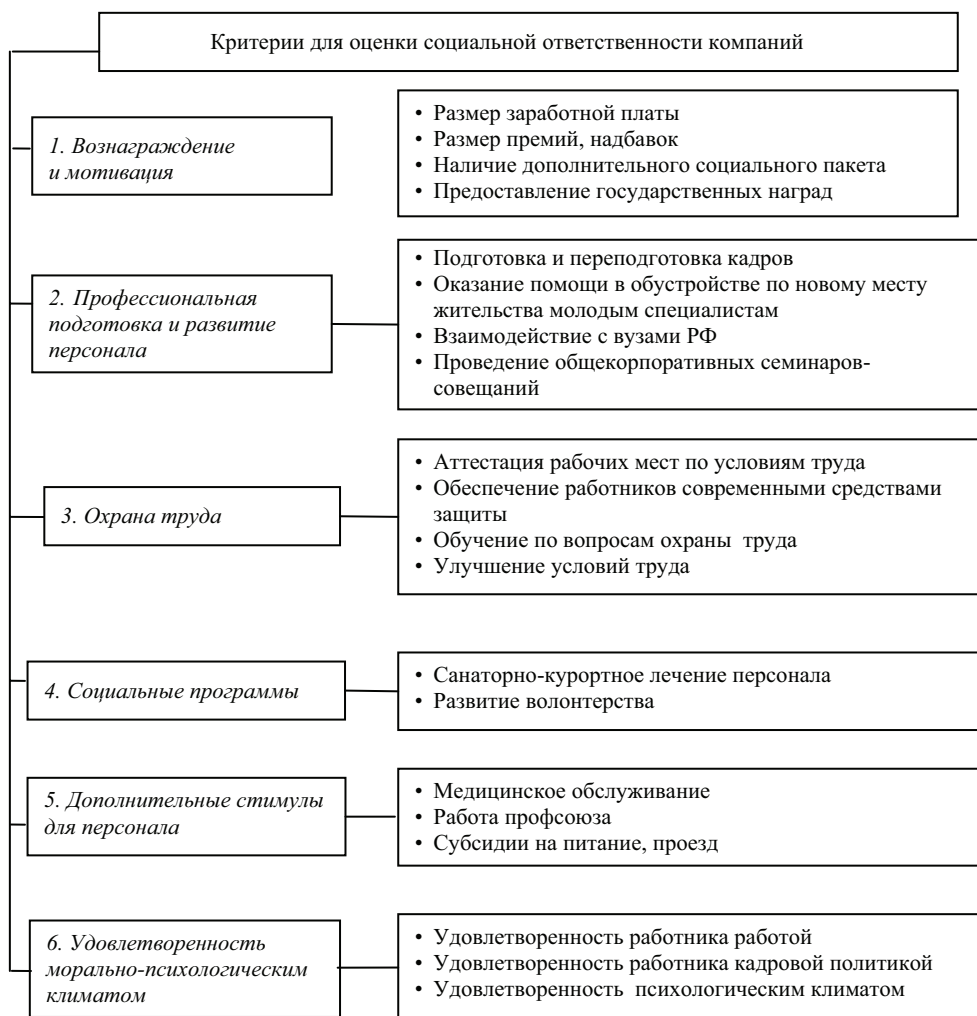 Критерии для оценки социальной ответственности компаний
1. Вознаграждение
и мотивация
• Размер заработной платы
• Размер премий, надбавок
• Наличие дополнительного социального пакета
• Предоставление государственных наград
2. Профессиональная
подготовка и развитие
персонала
• Подготовка и переподготовка кадров
• Оказание помощи в обустройстве по новому месту
жительства молодым специалистам
• Взаимодействие с вузами РФ
• Проведение общекорпоративных семинаров-
совещаний
3. Охрана труда
• Аттестация рабочих мест по условиям труда
• Обеспечение работников современными средствами
защиты
• Обучение по вопросам охраны труда
• Улучшение условий труда
4. Социальные программы
• Санаторно-курортное лечение персонала
• Развитие волонтерства
5. Дополнительные стимулы
для персонала
• Медицинское обслуживание
• Работа профсоюза
• Субсидии на питание, проезд
6. Удовлетворенность
морально-психологическим
климатом
• Удовлетворенность работника работой
• Удовлетворенность работника кадровой политикой
• Удовлетворенность психологическим климатом